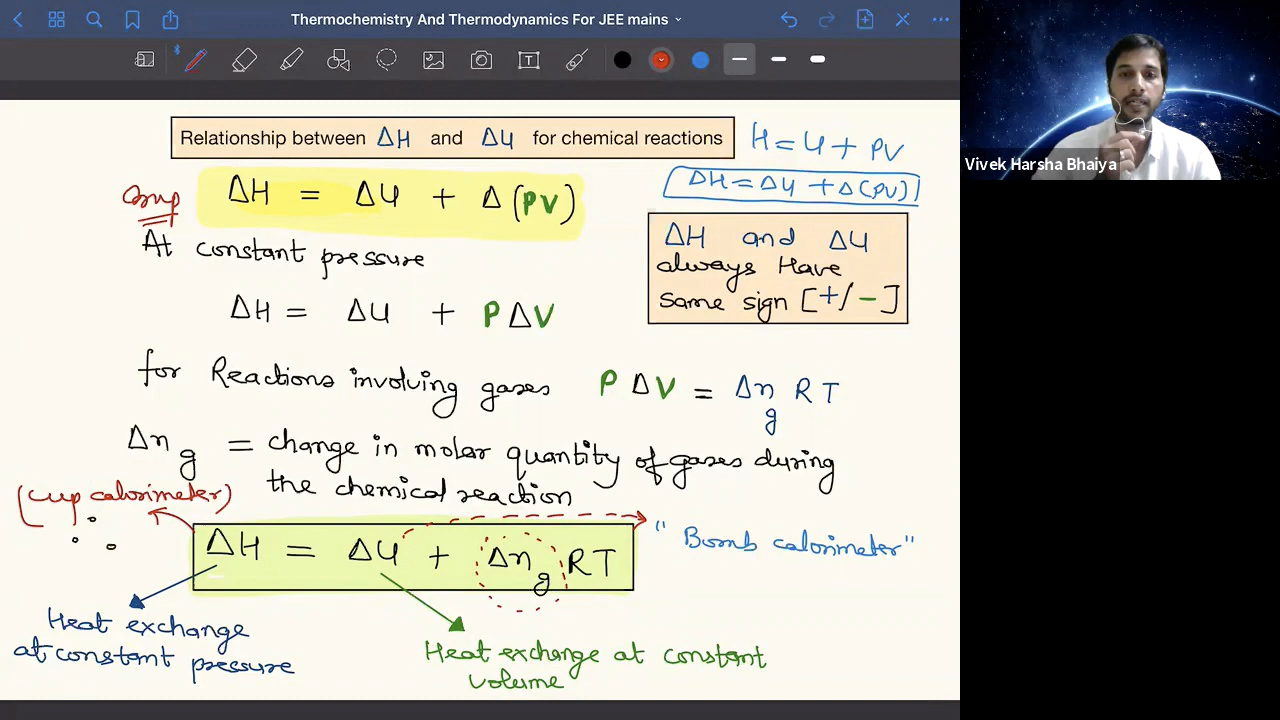 Thermochemistry And Thermodynamics For JEE mains
Relationship between ΔH and ΔU for chemical reactions
H = U + PV
ΔH = ΔU + Δ(PV)
Imp
ΔH = ΔU + Δ(PV)
At constant pressure
ΔH and ΔU
always Have
same sign [+/-]
ΔH = ΔU + PΔV
for Reactions involving gases PΔV = Δn_g RT
Δn_g = change in molar quantity of gases during
the chemical reaction
(cup calorimeter)
ΔH = ΔU + Δn_g RT
"Bomb calorimeter"
Heat exchange
at constant pressure
Heat exchange at constant
volume
Vivek Harsha Bhaiya